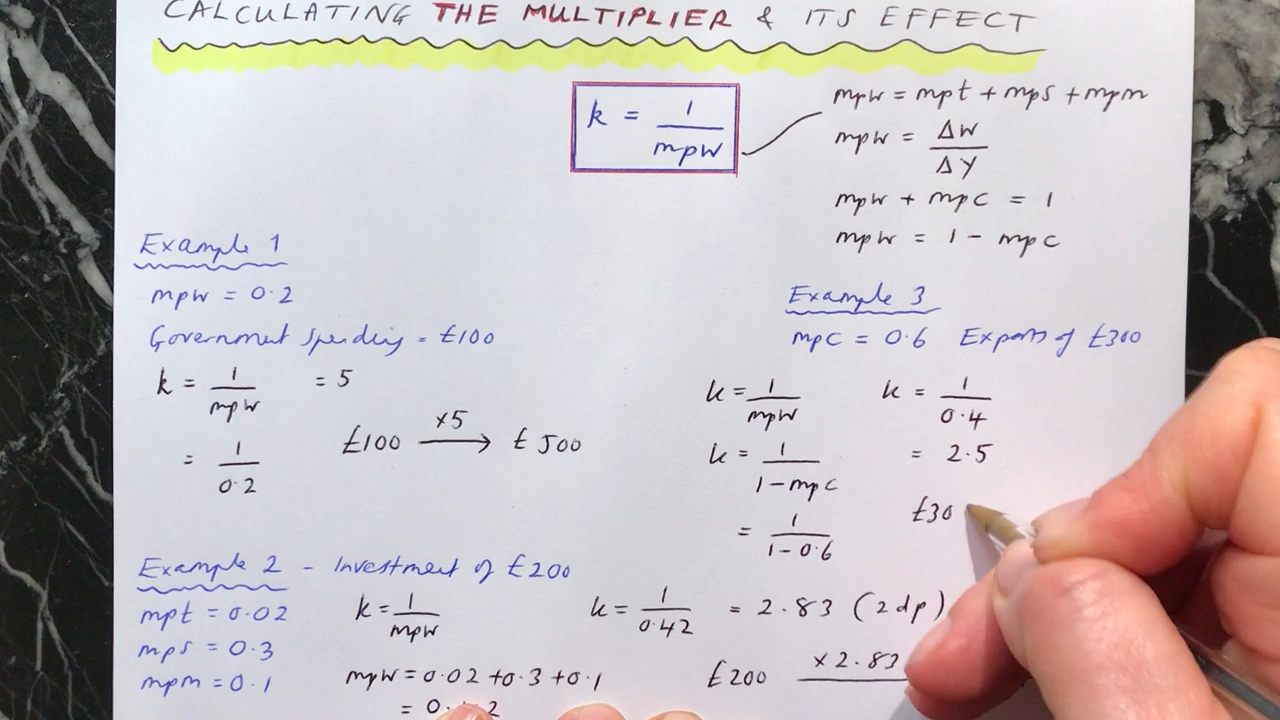 CALCULATING THE MULTIPLIER & ITS EFFECT
k = 1/mpw
mpw = mpt + mps + mpm
mpw = ΔW/ΔY
mpw + mpc = 1
mpw = 1 - mpc
Example 1
mpw = 0.2
Government Spending = £100
k = 1/mpw = 5
= 1/0.2
£100 ×5 → £500
Example 2 - Investment of £200
mpt = 0.02
mps = 0.3
mpm = 0.1
k = 1/mpw
mpw = 0.02 + 0.3 + 0.1
k = 1/0.42 = 2.83 (2dp)
£200 × 2.83
Example 3
mpc = 0.6 Exports of £300
k = 1/mpw
k = 1/1-mpc
= 1/1-0.6
k = 1/0.4
= 2.5
£30